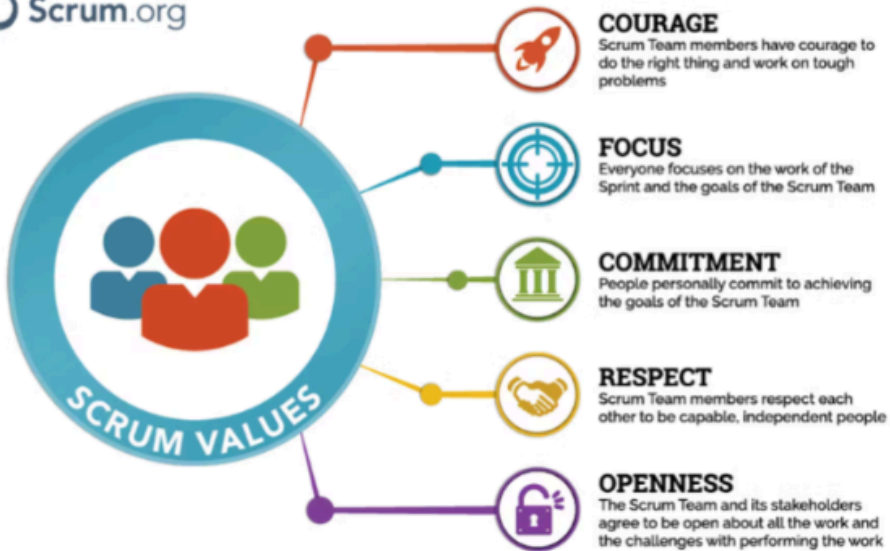 Scrum.org
COURAGE
Scrum Team members have courage to
do the right thing and work on tough
problems
FOCUS
Everyone focuses on the work of the
Sprint and the goals of the Scrum Team
COMMITMENT
People personally commit to achieving
the goals of the Scrum Team
RESPECT
Scrum Team members respect each
other to be capable, independent people
OPENNESS
The Scrum Team and its stakeholders
agree to be open about all the work and
the challenges with performing the work
SCRUM VALUES